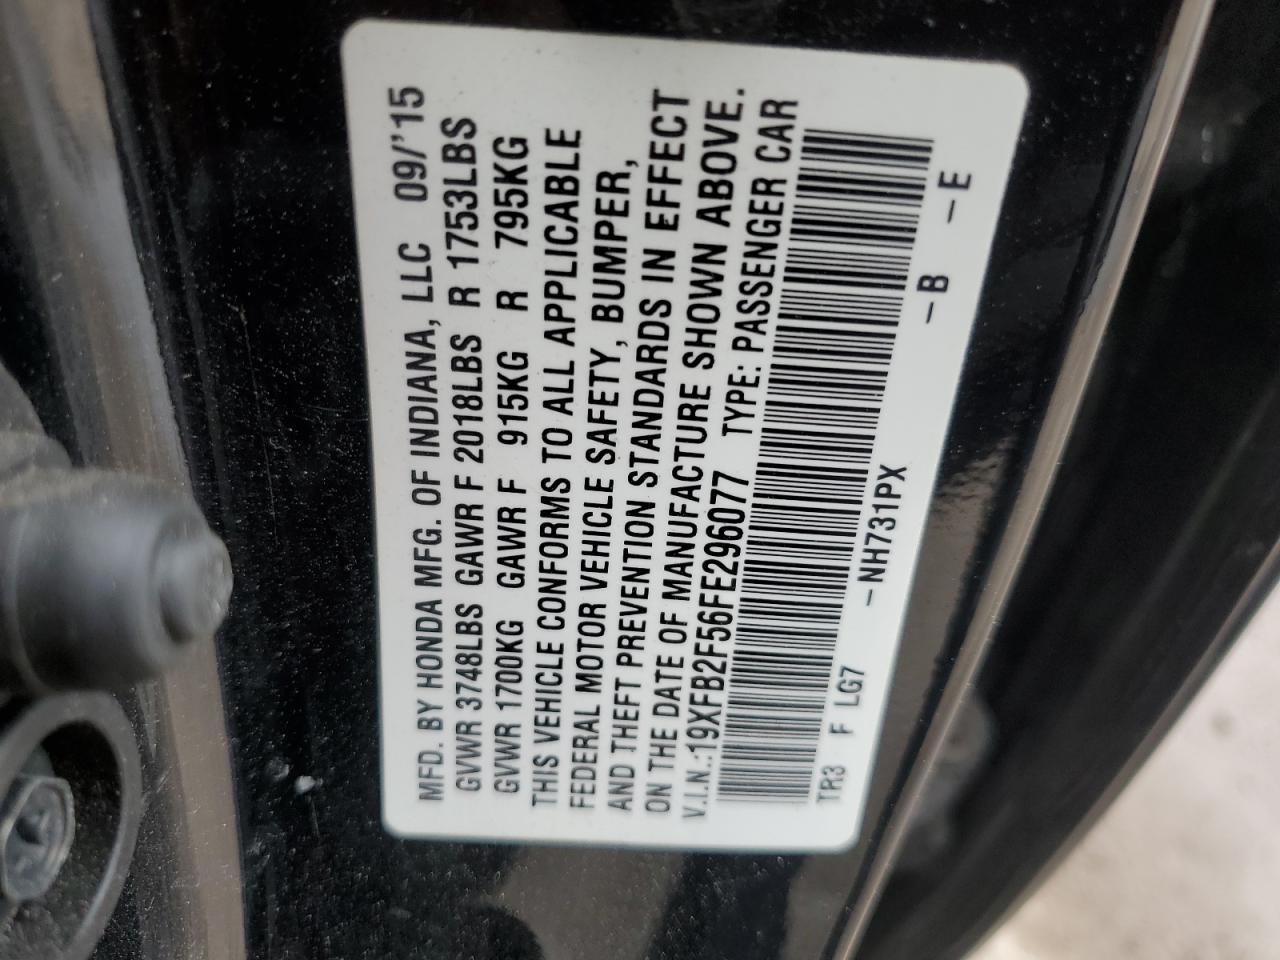 MFD. BY HONDA MFG. OF INDIANA, LLC 09/'15
GVWR 3748LBS GAWR F 2018LBS R 1753LBS
GVWR 1700KG GAWR F 915KG R 795KG
THIS VEHICLE CONFORMS TO ALL APPLICABLE
FEDERAL MOTOR VEHICLE SAFETY, BUMPER,
AND THEFT PREVENTION STANDARDS IN EFFECT
ON THE DATE OF MANUFACTURE SHOWN ABOVE.
V.I.N.:19XFB2F56FE296077 TYPE: PASSENGER CAR
TR3 F LG7 -NH731PX -B -E